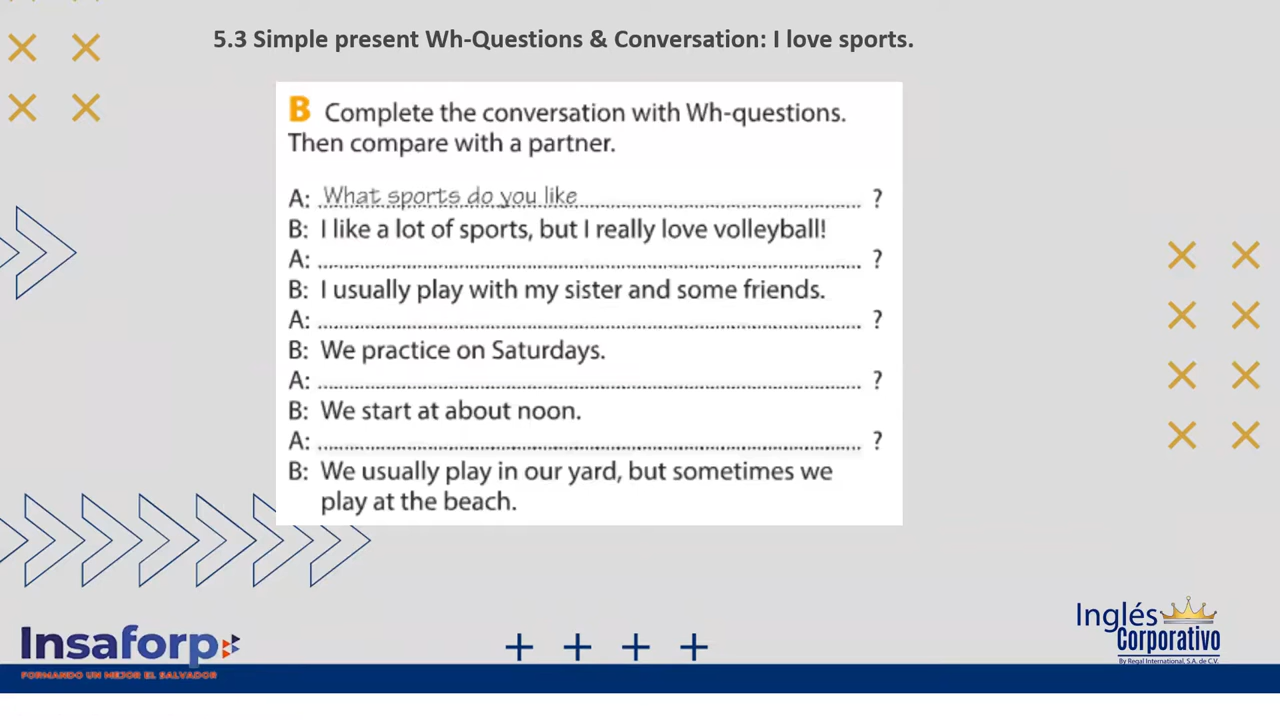 5.3 Simple present Wh-Questions & Conversation: I love sports.
B Complete the conversation with Wh-questions.
Then compare with a partner.
A: What sports do you like ?
B: I like a lot of sports, but I really love volleyball!
A: ?
B: I usually play with my sister and some friends.
A: ?
B: We practice on Saturdays.
A: ?
B: We start at about noon.
A: ?
B: We usually play in our yard, but sometimes we
play at the beach.
Insaforp
FORMANDO UN MEJOR EL SALVADOR
Inglés
Corporativo
By Regal International, S.A. de C.V.